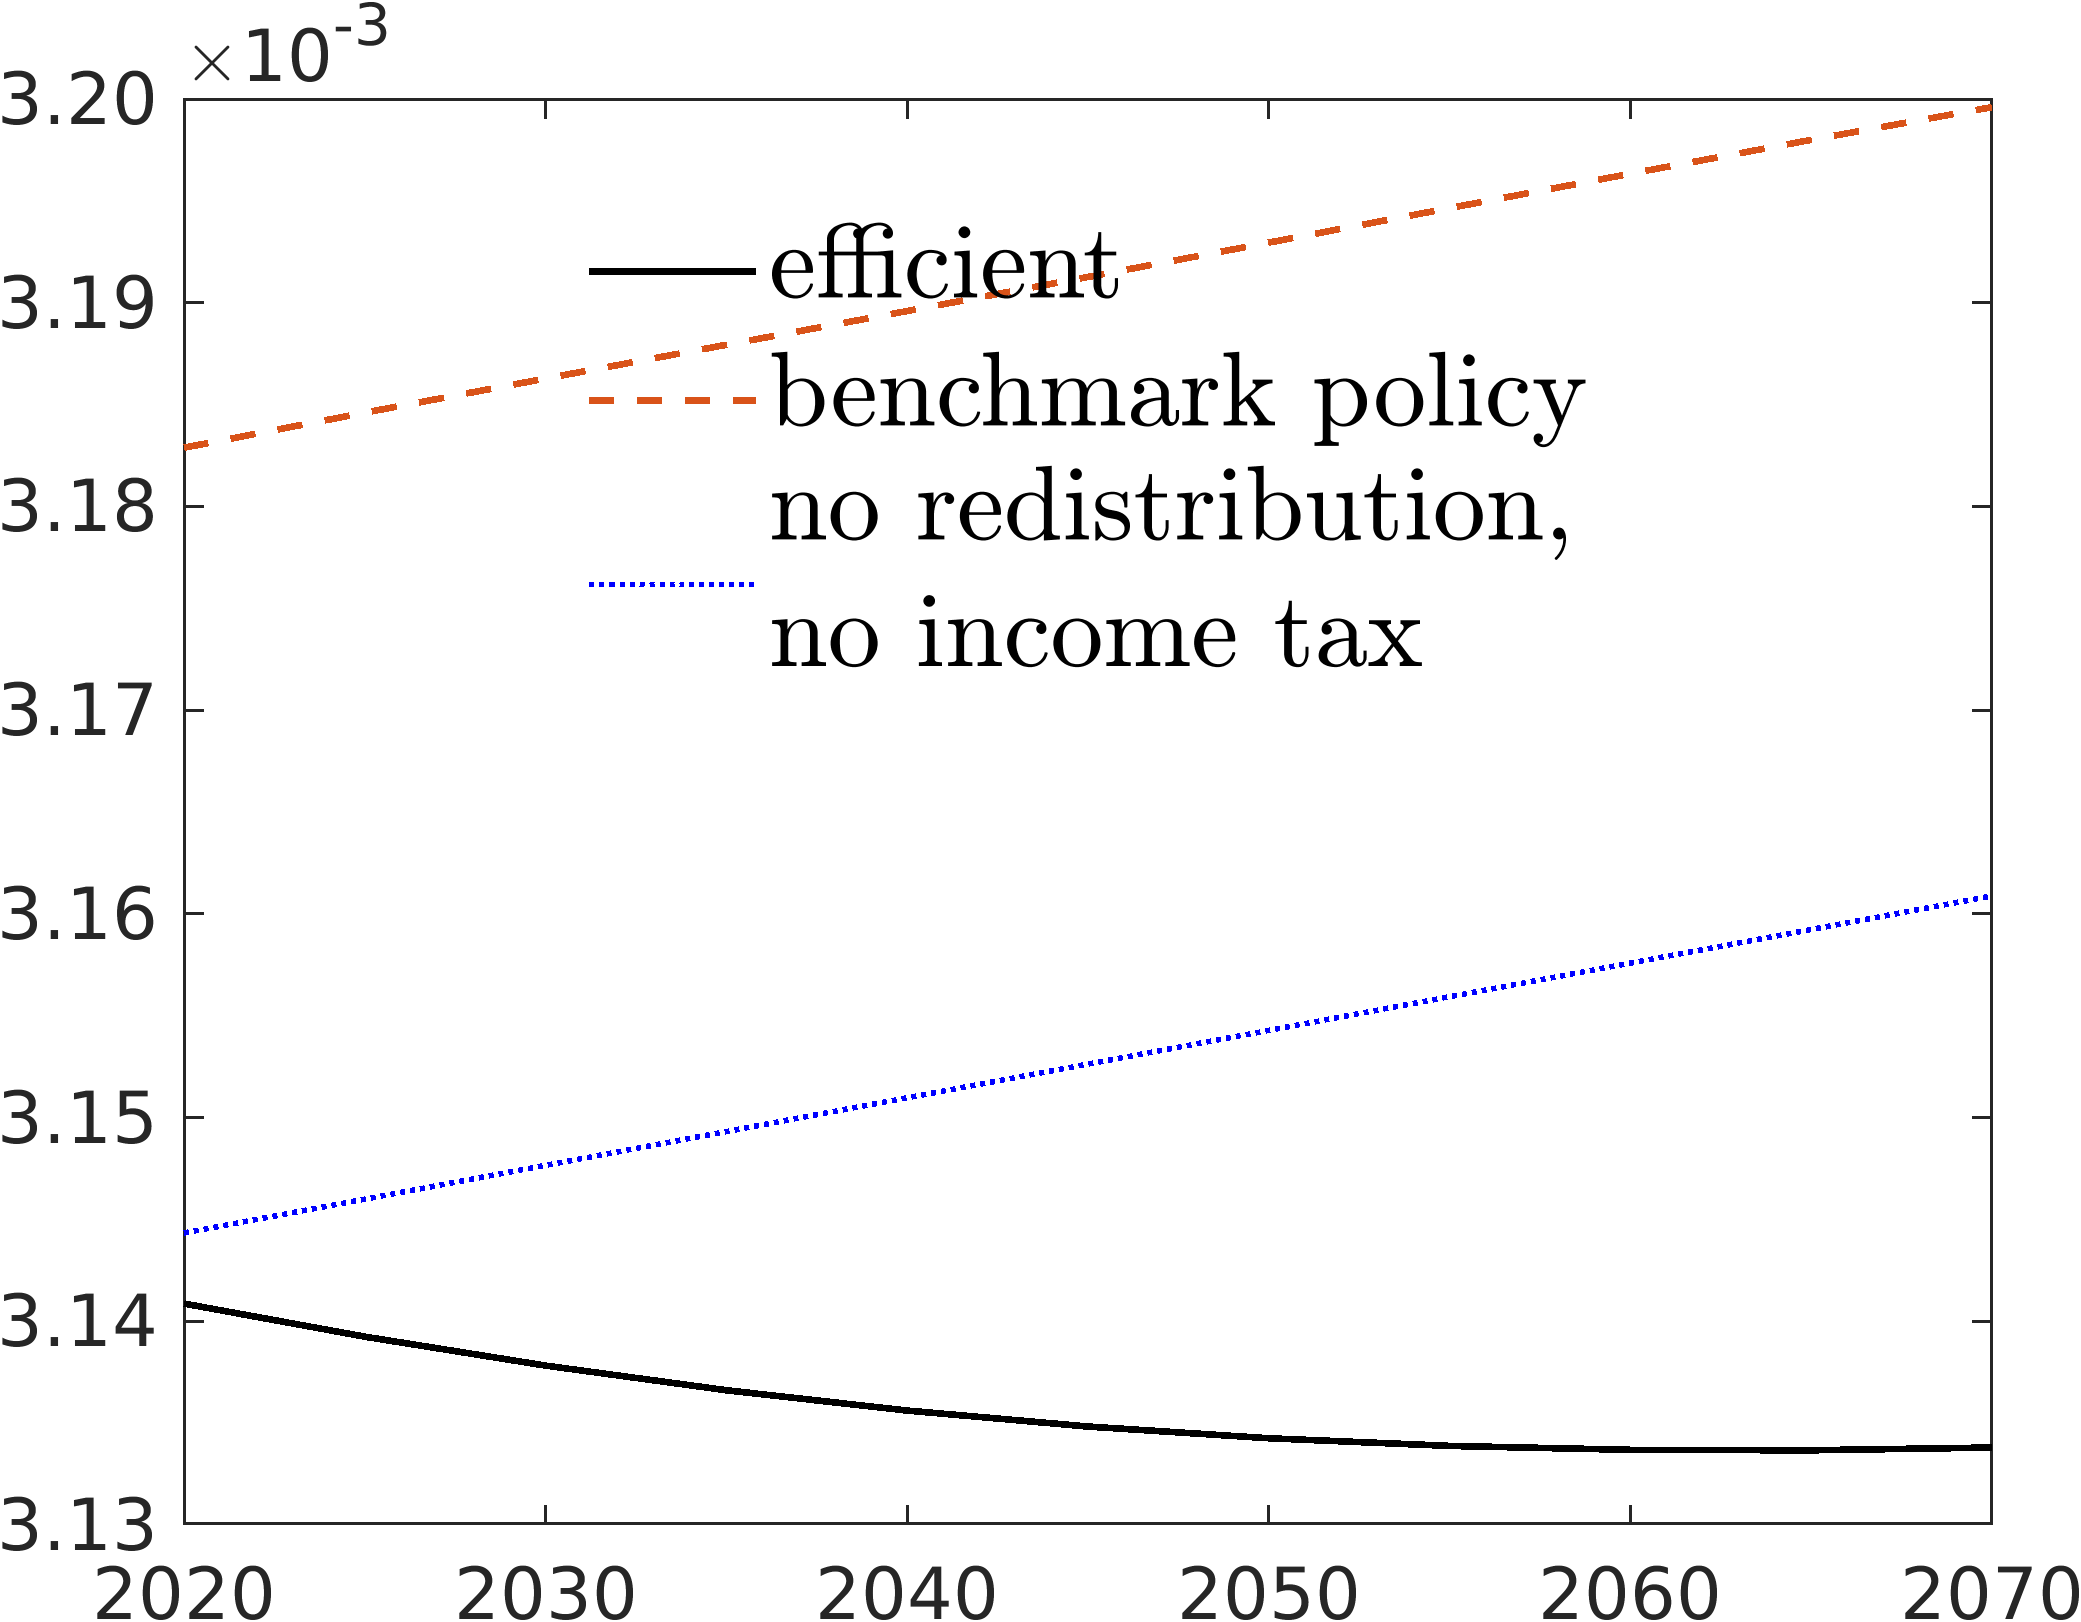 ×10-3
3.20
3.19
3.18
3.17
3.16
3.15
3.14
3.13
efficient
benchmark policy
no redistribution,
no income tax
2020 2030 2040 2050 2060 2070